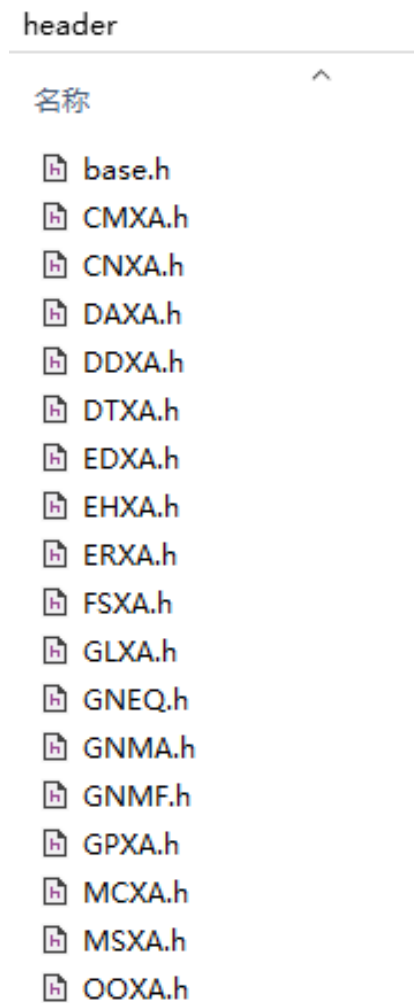 header
名称
base.h
CMXA.h
CNXA.h
DAXA.h
DDXA.h
DTXA.h
EDXA.h
EHXA.h
ERXA.h
FSXA.h
GLXA.h
GNEQ.h
GNMA.h
GNMF.h
GPXA.h
MCXA.h
MSXA.h
OOXA.h